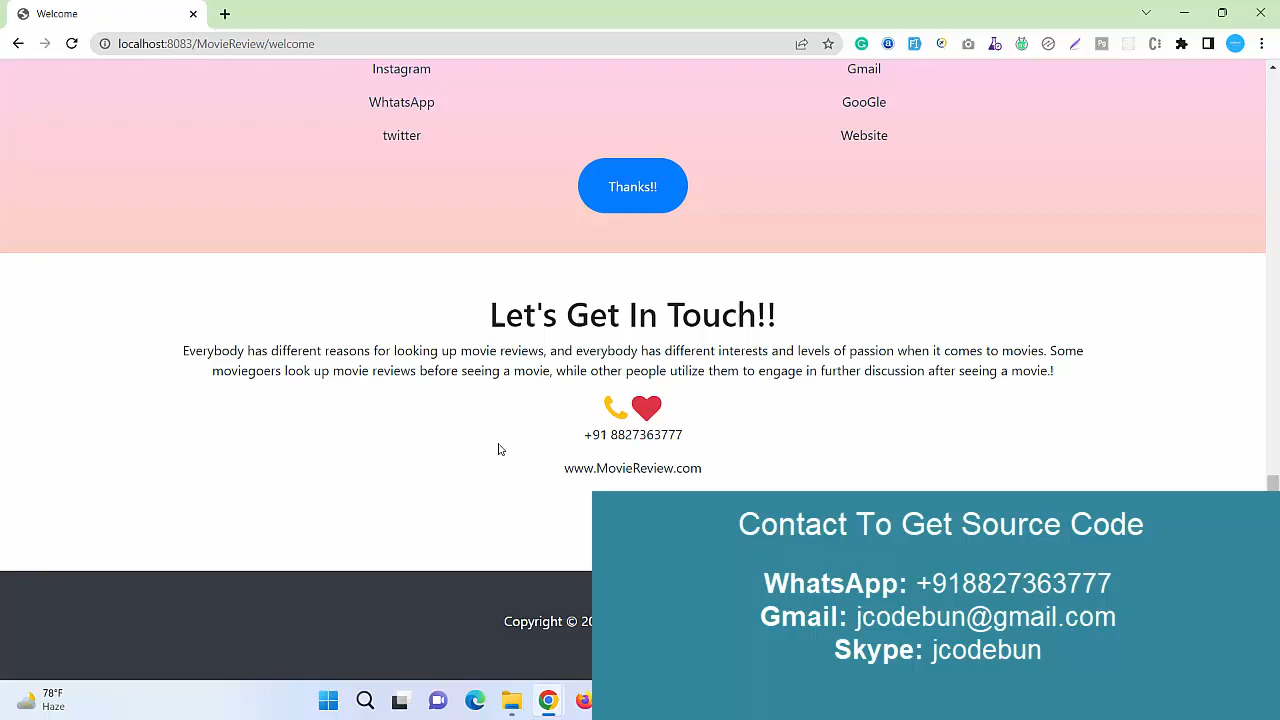 Welcome
localhost:8083/MovieReview/welcome
Instagram
Gmail
WhtatsApp
GooGle
twitter
Website
Thanks!!
Let's Get In Touch!!
Everybody has different reasons for looking up movie reviews, and everybody has different interests and levels of passion when it comes to movies. Some
moviegoers look up movie reviews before seeing a movie, while other people utilize them to engage in further discussion after seeing a movie.!
+91 8827363777
www.MovieReview.com
Contact To Get Source Code
WhatsApp: +918827363777
Gmail: jcodebun@gmail.com
Skype: jcodebun
Copyright © 20
78°F
Haze